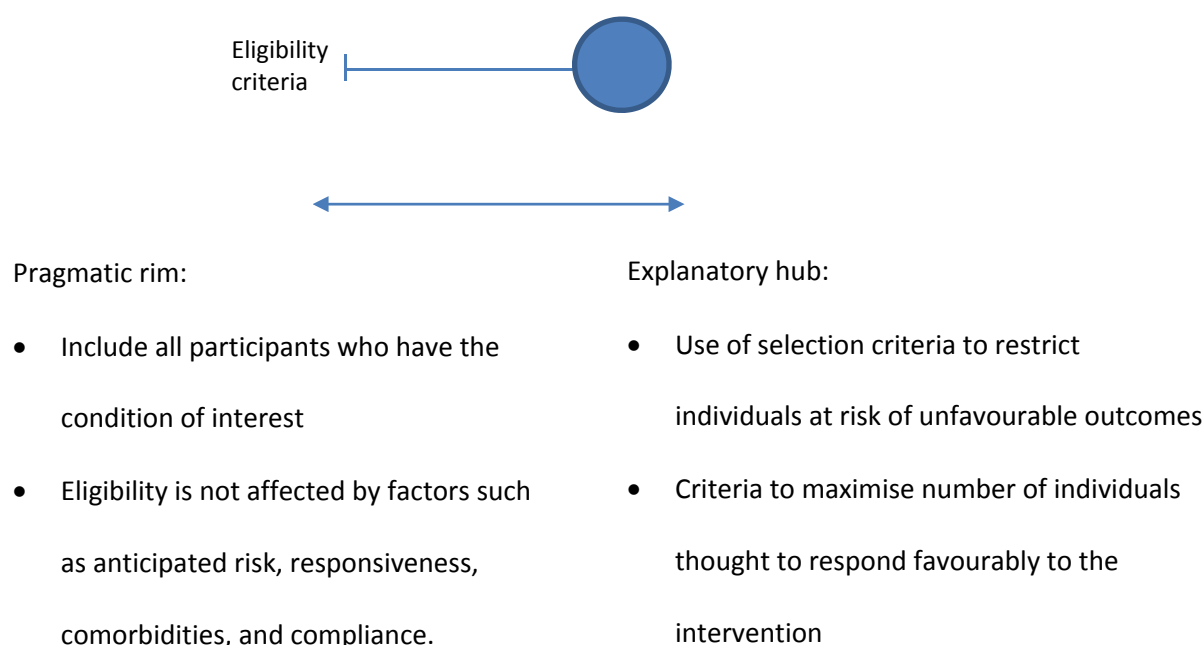 Eligibility
criteria
Pragmatic rim:
• Include all participants who have the
condition of interest
• Eligibility is not affected by factors such
as anticipated risk, responsiveness,
comorbidities, and compliance.
Explanatory hub:
• Use of selection criteria to restrict
individuals at risk of unfavourable outcomes
• Criteria to maximise number of individuals
thought to respond favourably to the
intervention